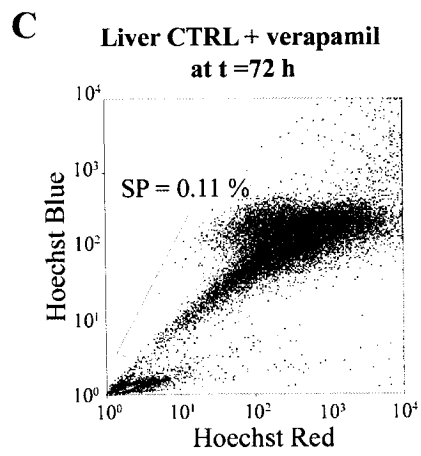 C
Liver CTRL + verapamil
at t =72 h
10⁴
10³
SP = 0.11 %
10²
10¹
10⁰
Hoechst Blue
10⁰ 10¹ 10² 10³ 10⁴
Hoechst Red